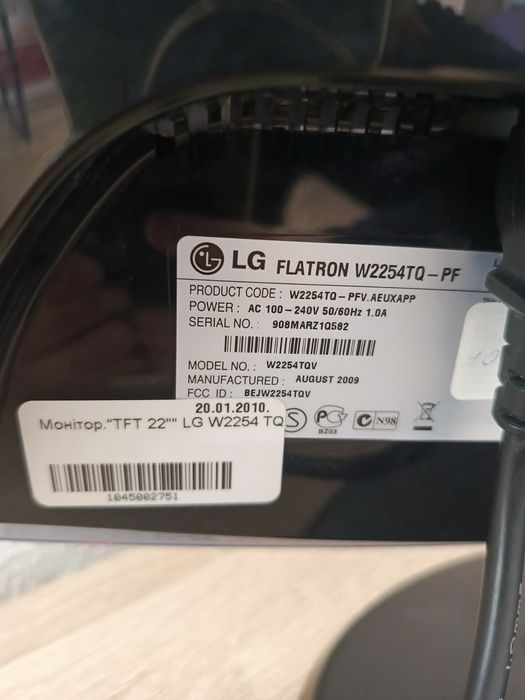 LG FLATRON W2254TQ-PF
PRODUCT CODE : W2254TQ-PFV.AEUXAPP
POWER : AC 100-240V 50/60Hz 1.0A
SERIAL NO. : 908MARZ1Q582
MODEL NO. : W2254TQV
MANUFACTURED : AUGUST 2009
FCC ID : BEJW2254TQV
BZ03
N98
20.01.2010.
Монітор."TFT 22"" LG W2254 TQ
1045002751